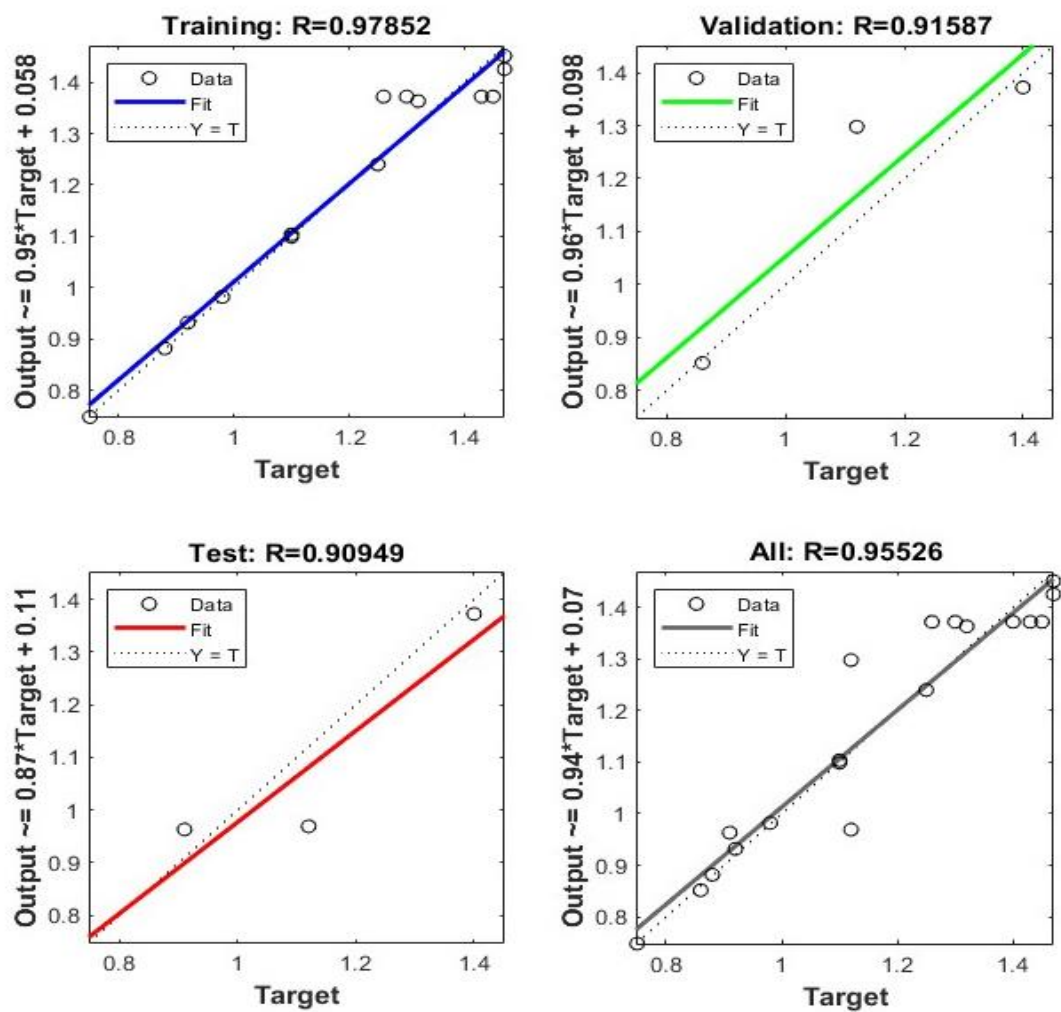 Training: R=0.97852
Output ~= 0.95*Target + 0.058
Data
Fit
Y = T
1.4
1.3
1.2
1.1
1
0.9
0.8
0.8
1
1.2
1.4
Target
Validation: R=0.91587
Output ~= 0.96*Target + 0.098
Data
Fit
Y = T
1.4
1.3
1.2
1.1
1
0.9
0.8
0.8
1
1.2
1.4
Target
Test: R=0.90949
Output ~= 0.87*Target + 0.11
Data
Fit
Y = T
1.4
1.3
1.2
1.1
1
0.9
0.8
0.8
1
1.2
1.4
Target
All: R=0.95526
Output ~= 0.94*Target + 0.07
Data
Fit
Y = T
1.4
1.3
1.2
1.1
1
0.9
0.8
0.8
1
1.2
1.4
Target